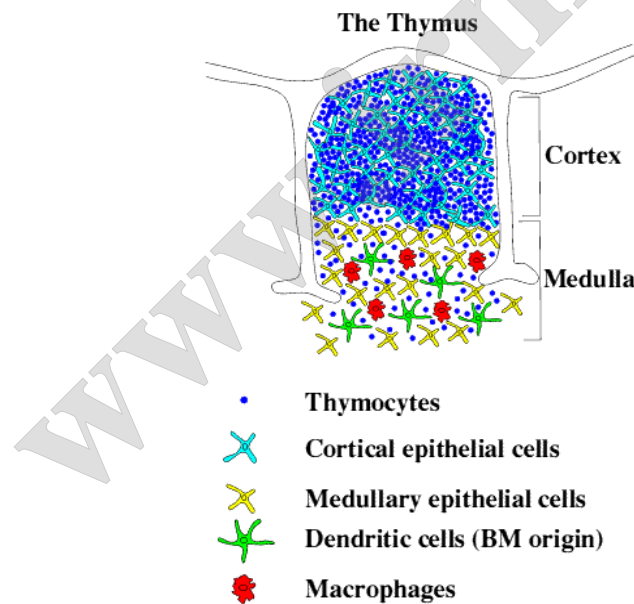 The Thymus
Cortex
Medulla
Thymocytes
Cortical epithelial cells
Medullary epithelial cells
Dendritic cells (BM origin)
Macrophages